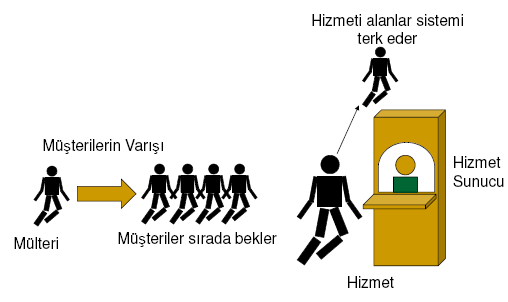 Hizmeti alanlar sistemi
terk eder
Müşterilerin Varışı
Hizmet
Sunucu
Mülteri
Müşteriler sırada bekler
Hizmet